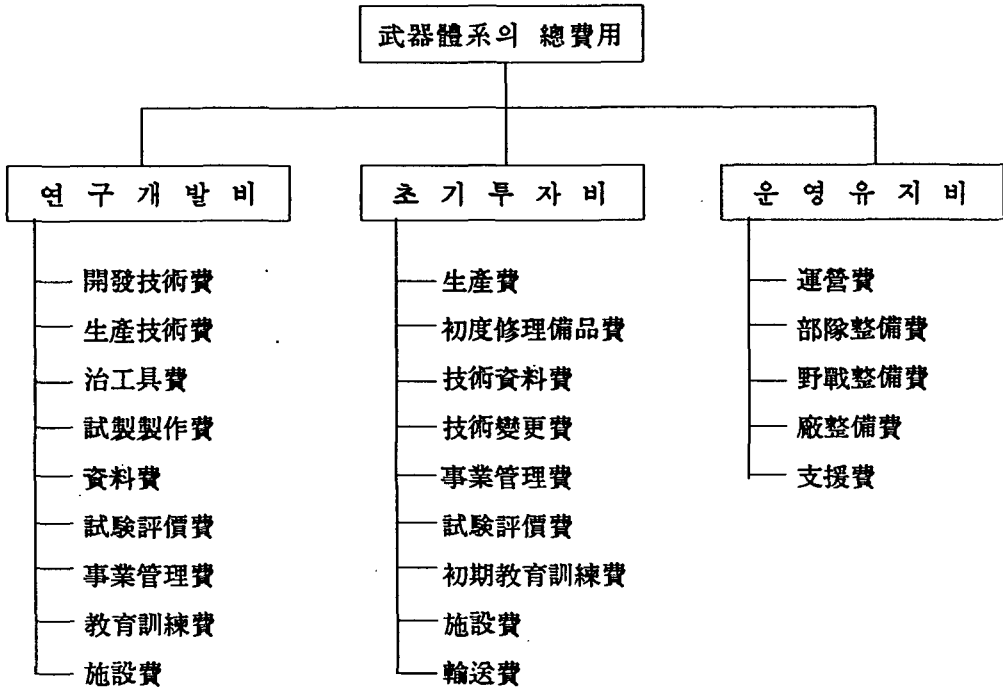 武器體系의 總費用
연구개발비
開發技術費
生產技術費
治工具費
試製製作費
資料費
試驗評價費
事業管理費
敎育訓練費
施設費
초기투자비
生產費
初度修理備品費
技術資料費
技術變更費
事業管理費
試驗評價費
初期敎育訓練費
施設費
輸送費
운영유지비
運營費
部隊整備費
野戰整備費
廠整備費
支援費